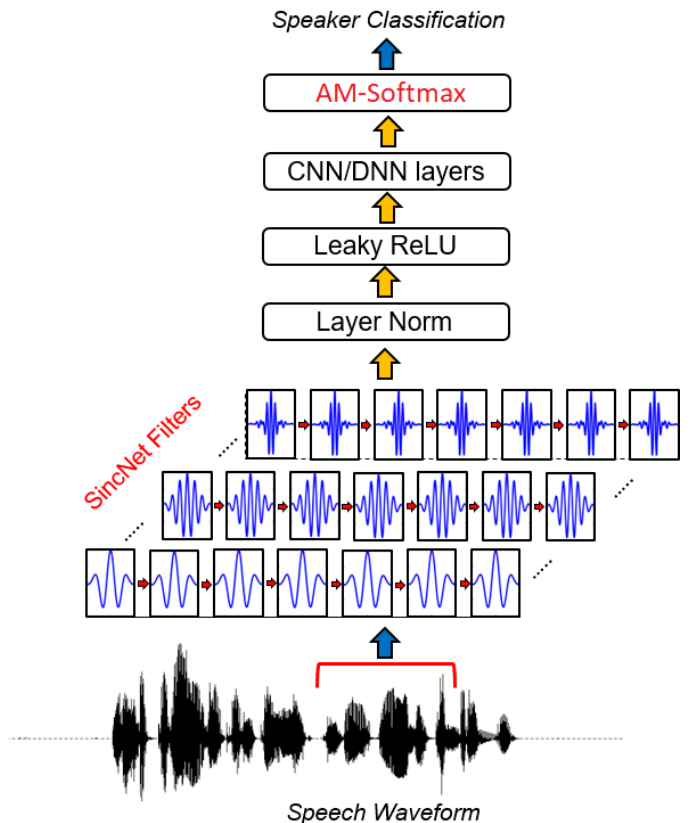 Speaker Classification
AM-Softmax
CNN/DNN layers
Leaky ReLU
Layer Norm
SincNet Filters
Speech Waveform